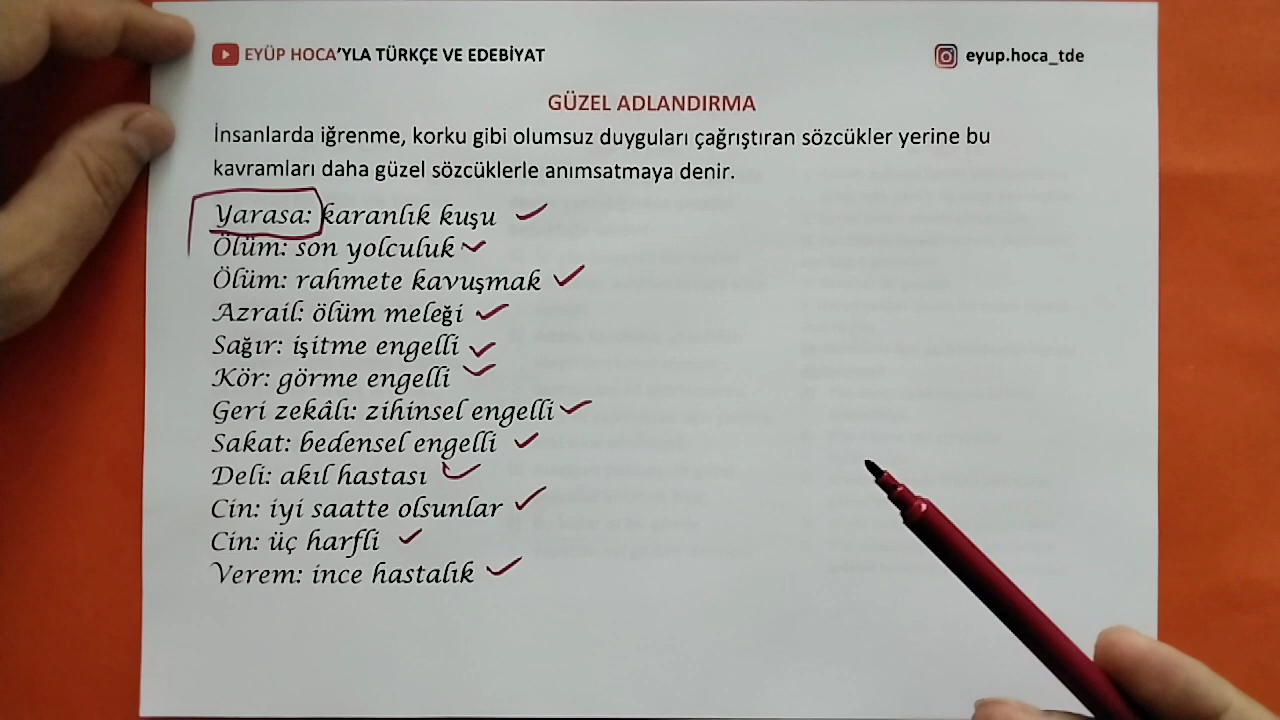 EYÜP HOCA'YLA TÜRKÇE VE EDEBİYAT
eyup.hoca_tde
GÜZEL ADLANDIRMA
İnsanlarda iğrenme, korku gibi olumsuz duyguları çağrıştıran sözcükler yerine bu
kavramları daha güzel sözcüklerle anımsatmaya denir.
Yarasa: karanlık kuşu
Ölüm: son yolculuk
Ölüm: rahmete kavuşmak
Azrail: ölüm meleği
Sağır: işitme engelli
Kör: görme engelli
Geri zekâlı: zihinsel engelli
Sakat: bedensel engelli
Deli: akıl hastası
Cin: iyi saatte olsunlar
Cin: üç harfli
Verem: ince hastalık